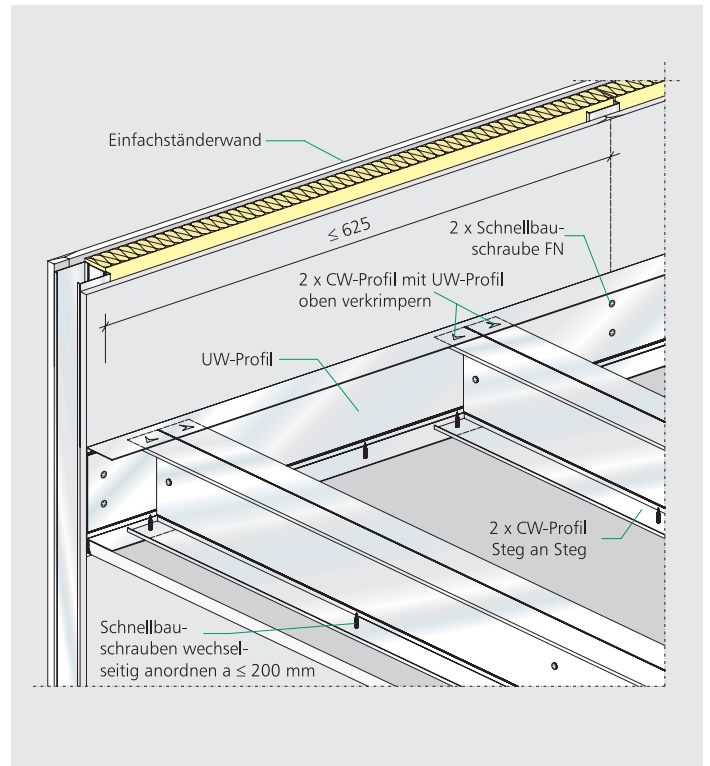 Einfachständerwand
≤ 625
2 x Schnellbau-
schraube FN
2 x CW-Profil mit UW-Profil
oben verkrimpern
UW-Profil
2 x CW-Profil
Steg an Steg
Schnellbau-
schrauben wechsel-
seitig anordnen a ≤ 200 mm